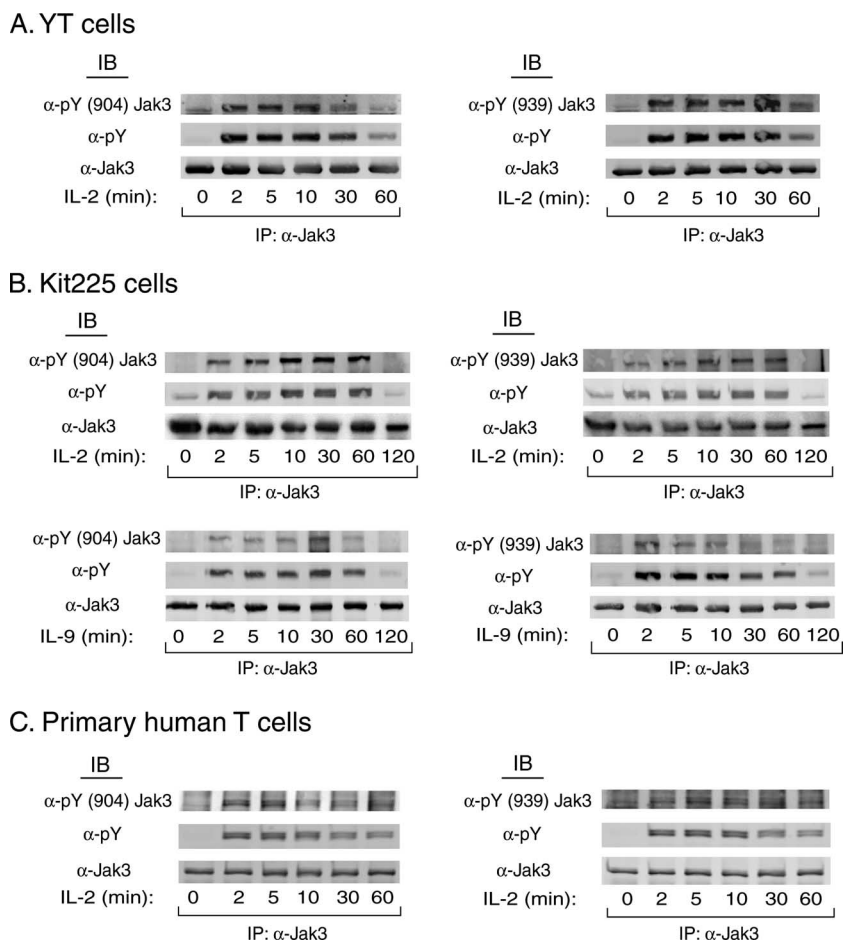 A. YT cells
IB
α-pY (904) Jak3
α-pY
α-Jak3
IL-2 (min): 0 2 5 10 30 60
IP: α-Jak3
IB
α-pY (939) Jak3
α-pY
α-Jak3
IL-2 (min): 0 2 5 10 30 60
IP: α-Jak3
B. Kit225 cells
IB
α-pY (904) Jak3
α-pY
α-Jak3
IL-2 (min): 0 2 5 10 30 60 120
IP: α-Jak3
IB
α-pY (939) Jak3
α-pY
α-Jak3
IL-2 (min): 0 2 5 10 30 60 120
IP: α-Jak3
α-pY (904) Jak3
α-pY
α-Jak3
IL-9 (min): 0 2 5 10 30 60 120
IP: α-Jak3
α-pY (939) Jak3
α-pY
α-Jak3
IL-9 (min): 0 2 5 10 30 60 120
IP: α-Jak3
C. Primary human T cells
IB
α-pY (904) Jak3
α-pY
α-Jak3
IL-2 (min): 0 2 5 10 30 60
IP: α-Jak3
IB
α-pY (939) Jak3
α-pY
α-Jak3
IL-2 (min): 0 2 5 10 30 60
IP: α-Jak3